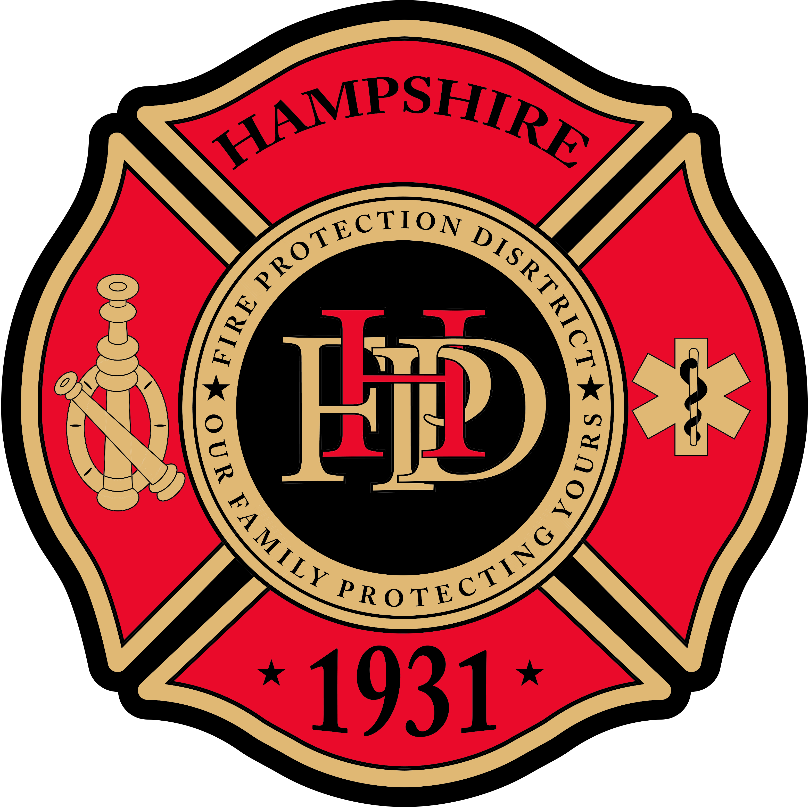 HAMPSHIRE
FIRE PROTECTION DISRTRICT
HFPD
★ OUR FAMILY PROTECTING YOURS ★
★ 1931 ★